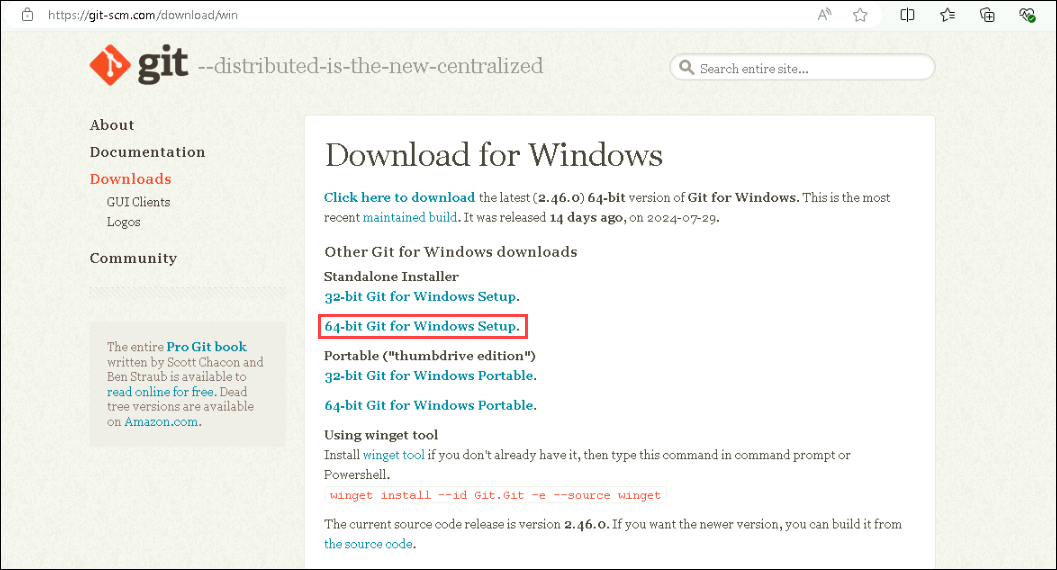 https://git-scm.com/download/win
git --distributed-is-the-new-centralized
Search entire site...
About
Documentation
Downloads
GUI Clients
Logos
Community
The entire Pro Git book
written by Scott Chacon and
Ben Straub is available to
read online for free. Dead
tree versions are available
on Amazon.com.
Download for Windows
Click here to download the latest (2.46.0) 64-bit version of Git for Windows. This is the most
recent maintained build. It was released 14 days ago, on 2024-07-29.
Other Git for Windows downloads
Standalone Installer
32-bit Git for Windows Setup.
64-bit Git for Windows Setup.
Portable ("thumbdrive edition")
32-bit Git for Windows Portable.
64-bit Git for Windows Portable.
Using winget tool
Install winget tool if you don't already have it, then type this command in command prompt or
Powershell.
winget install --id Git.Git -e --source winget
The current source code release is version 2.46.0. If you want the newer version, you can build it from
the source code.